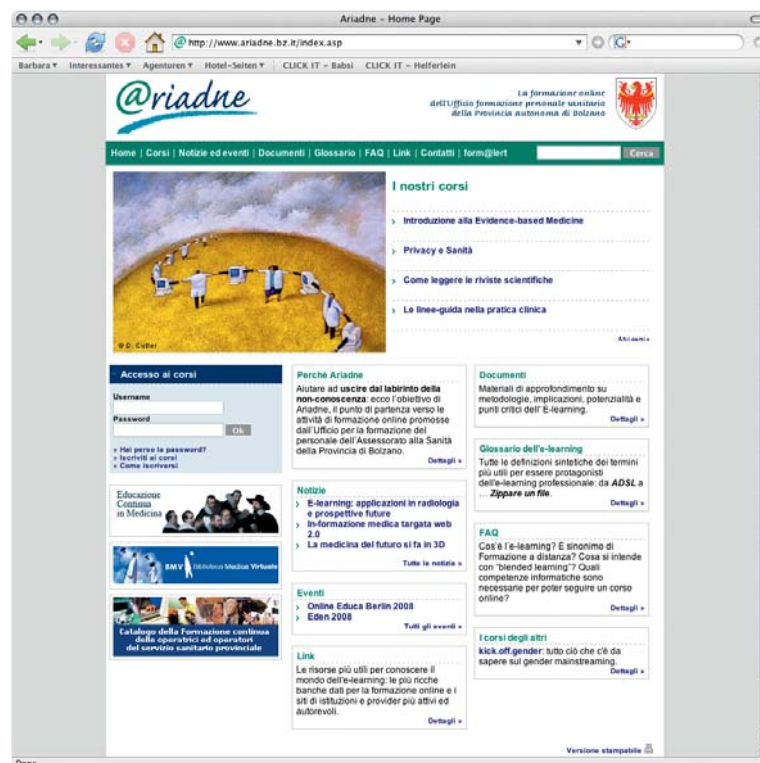 Ariadne – Home Page
http://www.ariadne.bz.it/index.asp
Barbara Interessantes Agenturen Hotel-Seiten CLICK IT – Babsi CLICK IT – Helferlein
@riadne
La formazione online
dell'Ufficio formazione personale sanitario
della Provincia autonoma di Bolzano
Home | Corsi | Notizie ed eventi | Documenti | Glossario | FAQ | Link | Contatti | form@lert Cerca
I nostri corsi
› Introduzione alla Evidence-based Medicine
› Privacy e Sanità
› Come leggere le riviste scientifiche
› Le linee-guida nella pratica clinica
Altri corsi »
© D. Cutler
Accesso ai corsi
Username
Password
Ok
» Hai perso la password?
» Iscriviti ai corsi
» Come iscriversi
Educazione
Continua
in Medicina
BMV Biblioteca Medica Virtuale
Catalogo della Formazione continua
delle operatrici ed operatori
del servizio sanitario provinciale
Perché Ariadne
Aiutare ad uscire dal labirinto della
non-conoscenza: ecco l'obietivo di
Ariadne, il punto di partenza verso le
attività di formazione online promosse
dall'Ufficio per la formazione del
personale dell'Assessorato alla Sanità
della Provincia di Bolzano.
Dettagli »
Notizie
› E-learning: applicazioni in radiologia
e prospettive future
› In-formazione medica targata web
2.0
› La medicina del futuro si fa in 3D
Tutte le notizie »
Eventi
› Online Educa Berlin 2008
› Eden 2008
Tutti gli eventi »
Link
Le risorse più utili per conoscere il
mondo dell'e-learning: le più ricche
banche dati per la formazione online e i
siti di istituzioni e provider più attivi ed
autorevoli.
Dettagli »
Documenti
Materiali di approfondimento su
metodologie, implicazioni, potenzialità e
punti critici dell' E-learning.
Dettagli »
Glossario dell'e-learning
Tutte le definizioni sintetiche dei termini
più utili per essere protagonisti
dell'e-learning professionale: da ADSL a
... Zippare un file.
Dettagli »
FAQ
Cos'é l'e-learning? É sinonimo di
Formazione a distanza? Cosa si intende
con "blended learning"? Quali
competenze informatiche sono
necessarie per poter seguire un corso
online?
Dettagli »
I corsi degli altri
kick.off.gender: tutto ciò che c'è da
sapere sul gender mainstreaming.
Dettagli »
Versione stampabile